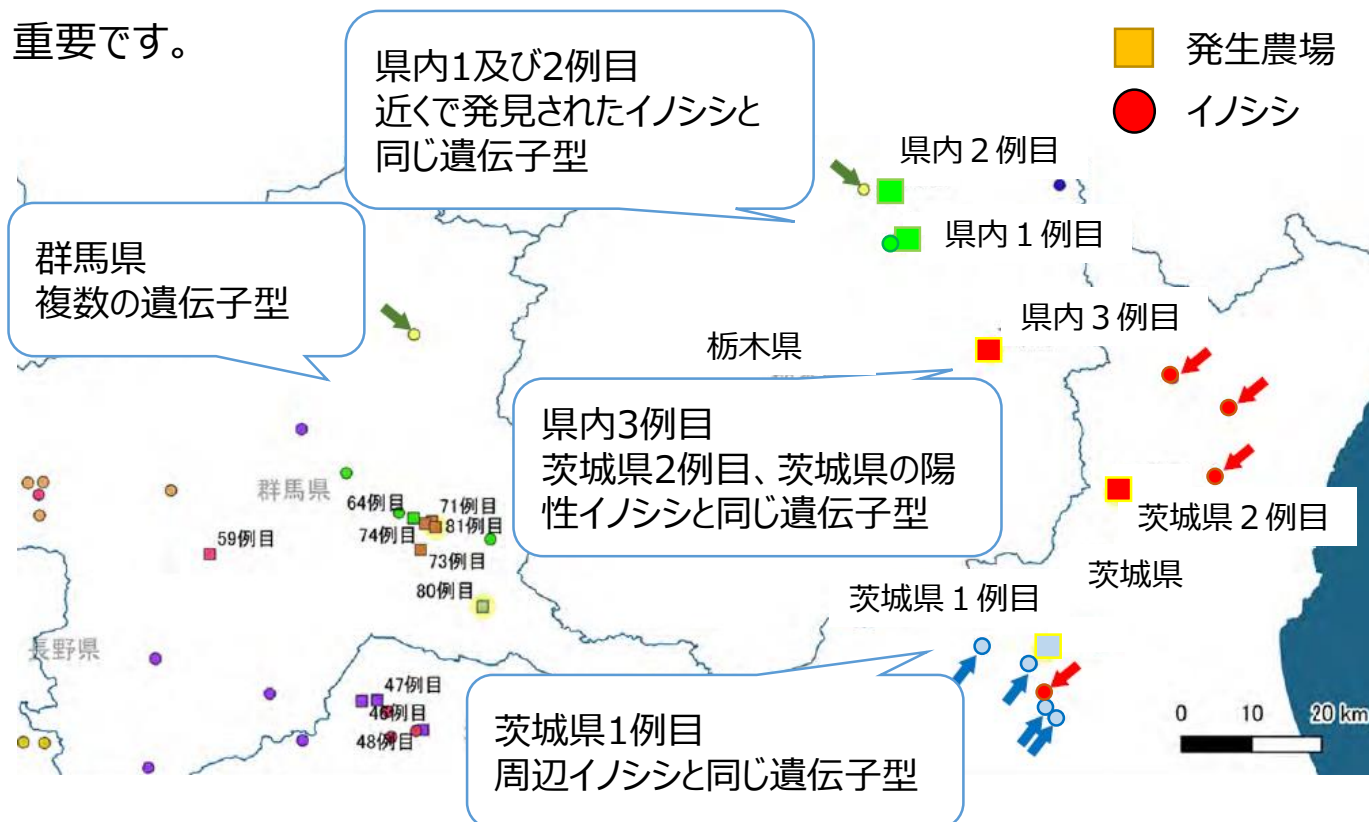 重要です。
県内1及び2例目
近くで発見されたイノシシと
同じ遺伝子型
発生農場
イノシシ
県内２例目
県内１例目
群馬県
複数の遺伝子型
県内３例目
栃木県
県内3例目
茨城県2例目、茨城県の陽
性イノシシと同じ遺伝子型
群馬県
64例目
71例目
74例目
81例目
59例目
73例目
80例目
茨城県２例目
茨城県
茨城県１例目
長野県
47例目
46例目
48例目
茨城県1例目
周辺イノシシと同じ遺伝子型
0 10 20 km